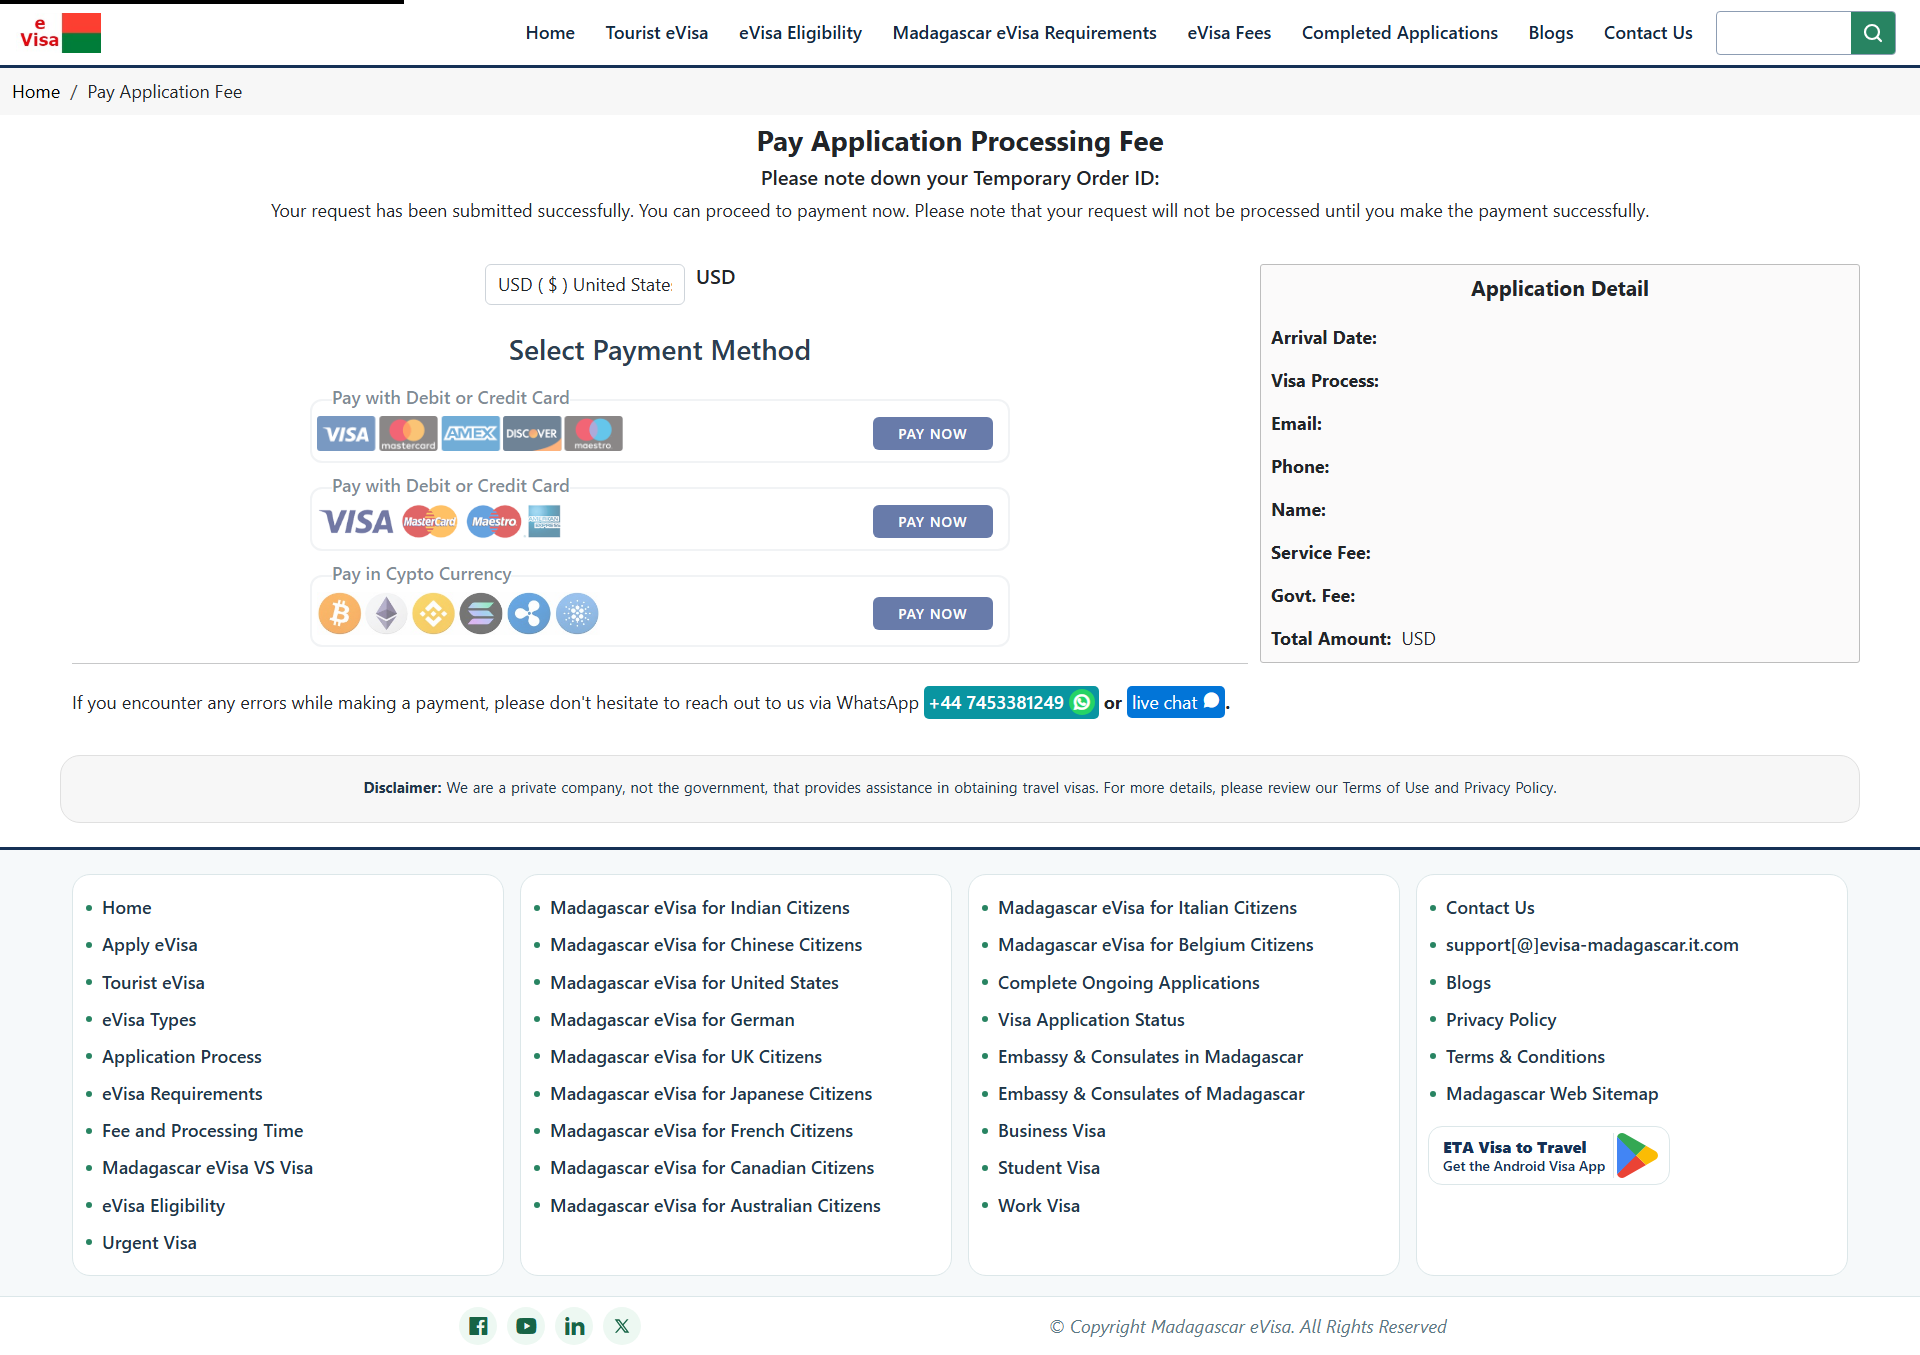 e
Visa
Home
Tourist eVisa
eVisa Eligibility
Madagascar eVisa Requirements
eVisa Fees
Completed Applications
Blogs
Contact Us
Home / Pay Application Fee
Pay Application Processing Fee
Please note down your Temporary Order ID:
Your request has been submitted successfully. You can proceed to payment now. Please note that your request will not be processed until you make the payment successfully.
USD ( $ ) United State
USD
Select Payment Method
Pay with Debit or Credit Card
VISA mastercard AMEX DISCOVER maestro
PAY NOW
Pay with Debit or Credit Card
VISA MasterCard Maestro
PAY NOW
Pay in Cypto Currency
PAY NOW
Application Detail
Arrival Date:
Visa Process:
Email:
Phone:
Name:
Service Fee:
Govt. Fee:
Total Amount: USD
If you encounter any errors while making a payment, please don't hesitate to reach out to us via WhatsApp +44 7453381249 or live chat .
Disclaimer: We are a private company, not the government, that provides assistance in obtaining travel visas. For more details, please review our Terms of Use and Privacy Policy.
Home
Apply eVisa
Tourist eVisa
eVisa Types
Application Process
eVisa Requirements
Fee and Processing Time
Madagascar eVisa VS Visa
eVisa Eligibility
Urgent Visa
Madagascar eVisa for Indian Citizens
Madagascar eVisa for Chinese Citizens
Madagascar eVisa for United States
Madagascar eVisa for German
Madagascar eVisa for UK Citizens
Madagascar eVisa for Japanese Citizens
Madagascar eVisa for French Citizens
Madagascar eVisa for Canadian Citizens
Madagascar eVisa for Australian Citizens
Madagascar eVisa for Italian Citizens
Madagascar eVisa for Belgium Citizens
Complete Ongoing Applications
Visa Application Status
Embassy & Consulates in Madagascar
Embassy & Consulates of Madagascar
Business Visa
Student Visa
Work Visa
Contact Us
support[@]evisa-madagascar.it.com
Blogs
Privacy Policy
Terms & Conditions
Madagascar Web Sitemap
ETA Visa to Travel
Get the Android Visa App
© Copyright Madagascar eVisa. All Rights Reserved